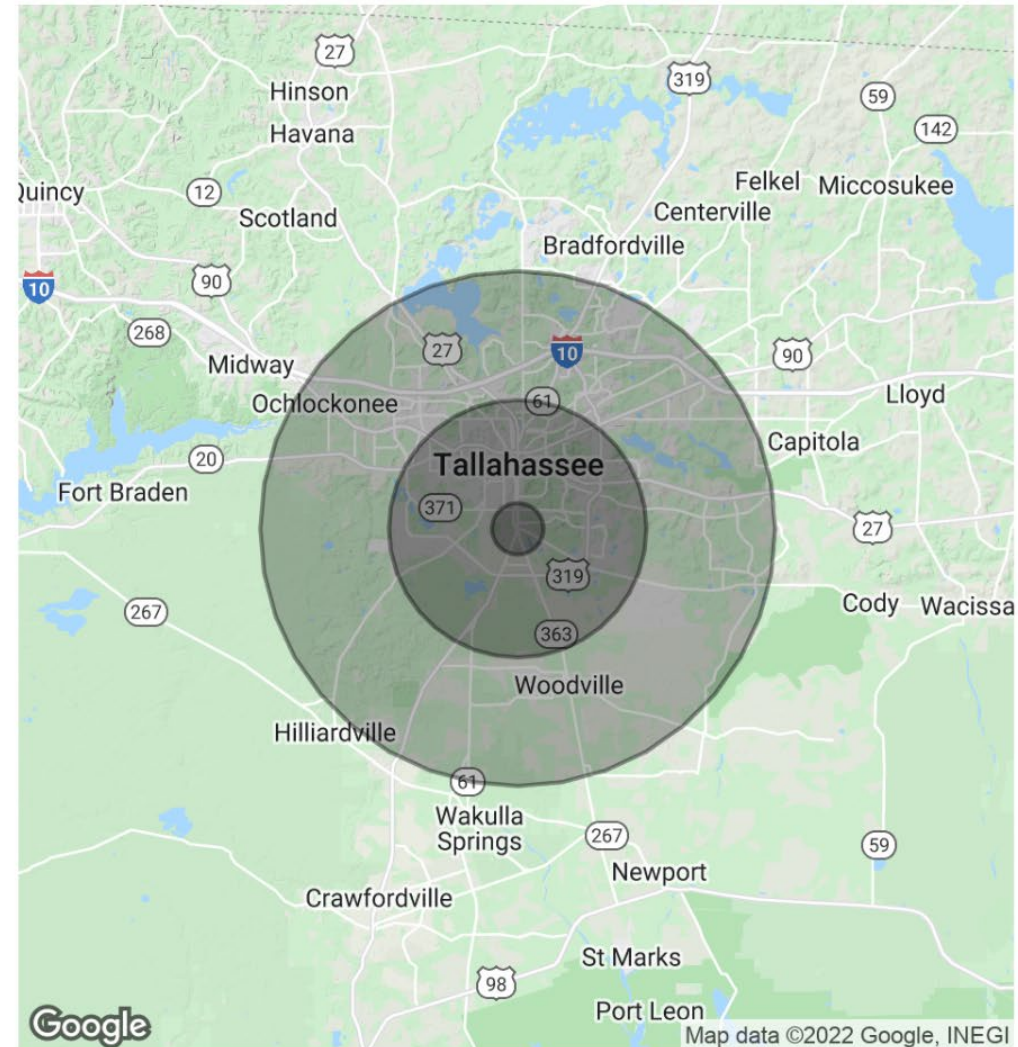 27
319
Hinson
59
Havana
142
Quincy
12
Felkel
Miccosukee
Scotland
Centerville
Bradfordville
10
90
268
27
10
90
Midway
Ochlockonee
61
Lloyd
Capitola
20
Tallahassee
Fort Braden
371
27
319
267
Cody
Wacissa
363
Woodville
Hilliardville
61
Wakulla
Springs
267
59
Newport
Crawfordville
St Marks
98
Port Leon
Google
Map data ©2022 Google, INEGI